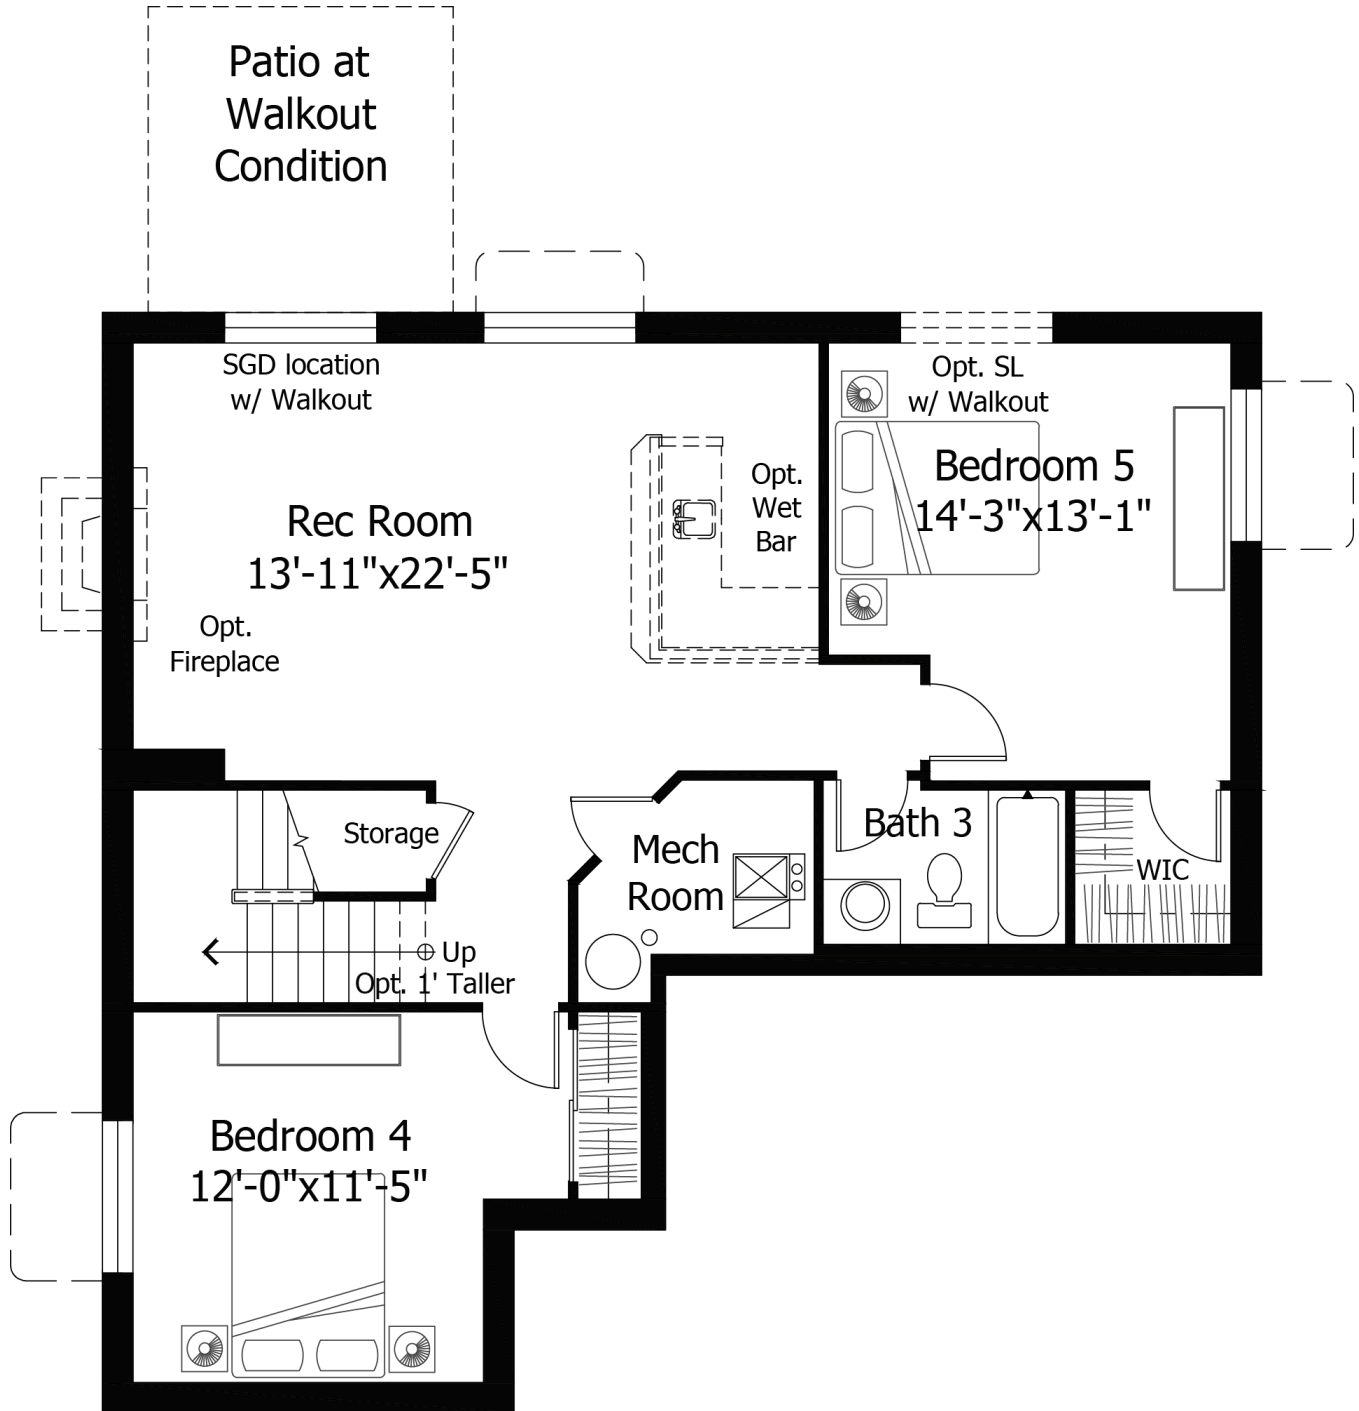 Patio at
Walkout
Condition
SGD location
w/ Walkout
Opt. SL
w/ Walkout
Bedroom 5
14'-3"x13'-1"
Opt.
Wet
Bar
Rec Room
13'-11"x22'-5"
Opt.
Fireplace
Storage
Mech
Room
Bath 3
WIC
Up
Opt. 1' Taller
Bedroom 4
12'-0"x11'-5"